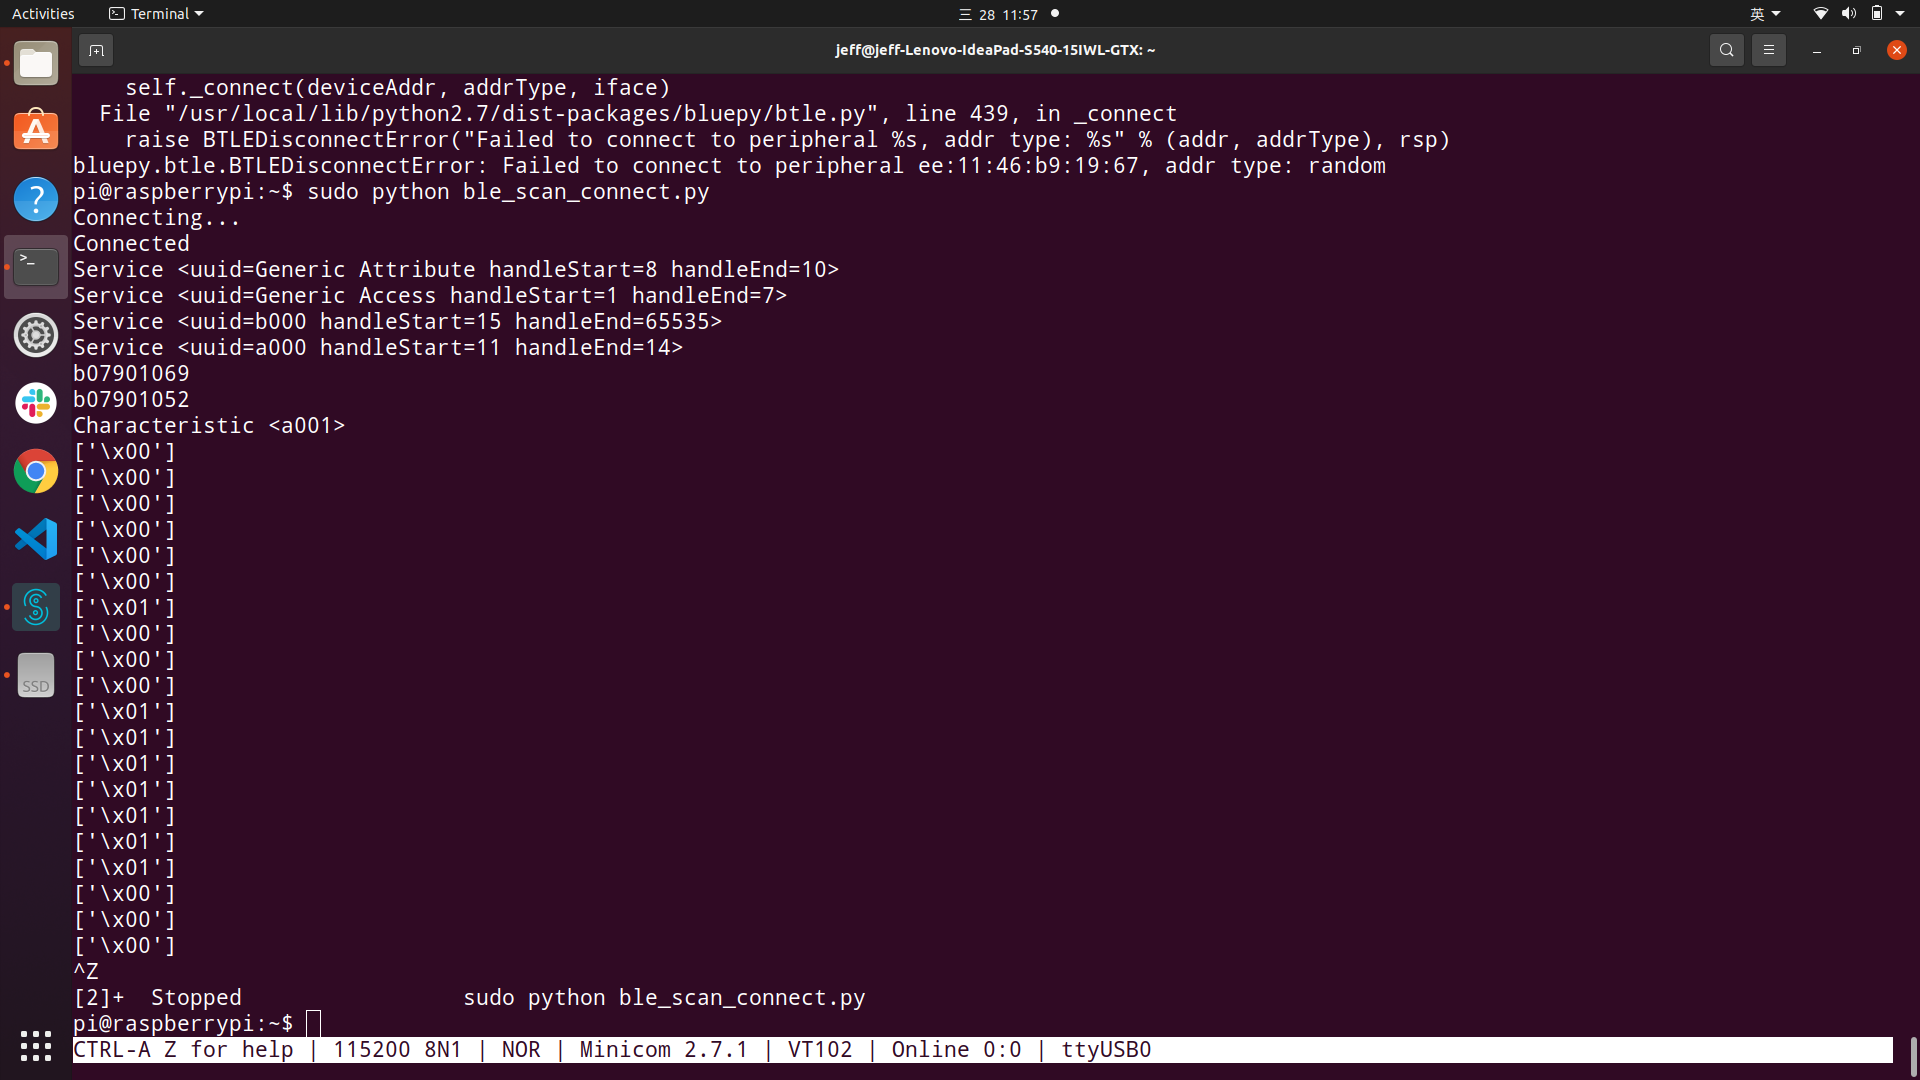 Activities Terminal 三 28 11:57 英
jeff@jeff-Lenovo-IdeaPad-S540-15IWL-GTX: ~
self._connect(deviceAddr, addrType, iface)
File "/usr/local/lib/python2.7/dist-packages/bluepy/btle.py", line 439, in _connect
raise BTLEDisconnectError("Failed to connect to peripheral %s, addr type: %s" % (addr, addrType), rsp)
bluepy.btle.BTLEDisconnectError: Failed to connect to peripheral ee:11:46:b9:19:67, addr type: random
pi@raspberrypi:~$ sudo python ble_scan_connect.py
Connecting...
Connected
Service <uuid=Generic Attribute handleStart=8 handleEnd=10>
Service <uuid=Generic Access handleStart=1 handleEnd=7>
Service <uuid=b000 handleStart=15 handleEnd=65535>
Service <uuid=a000 handleStart=11 handleEnd=14>
b07901069
b07901052
Characteristic <a001>
['\x00']
['\x00']
['\x00']
['\x00']
['\x00']
['\x00']
['\x01']
['\x00']
['\x00']
['\x00']
['\x01']
['\x01']
['\x01']
['\x01']
['\x01']
['\x01']
['\x01']
['\x00']
['\x00']
['\x00']
^Z
[2]+  Stopped                 sudo python ble_scan_connect.py
pi@raspberrypi:~$
CTRL-A Z for help | 115200 8N1 | NOR | Minicom 2.7.1 | VT102 | Online 0:0 | ttyUSB0
SSD